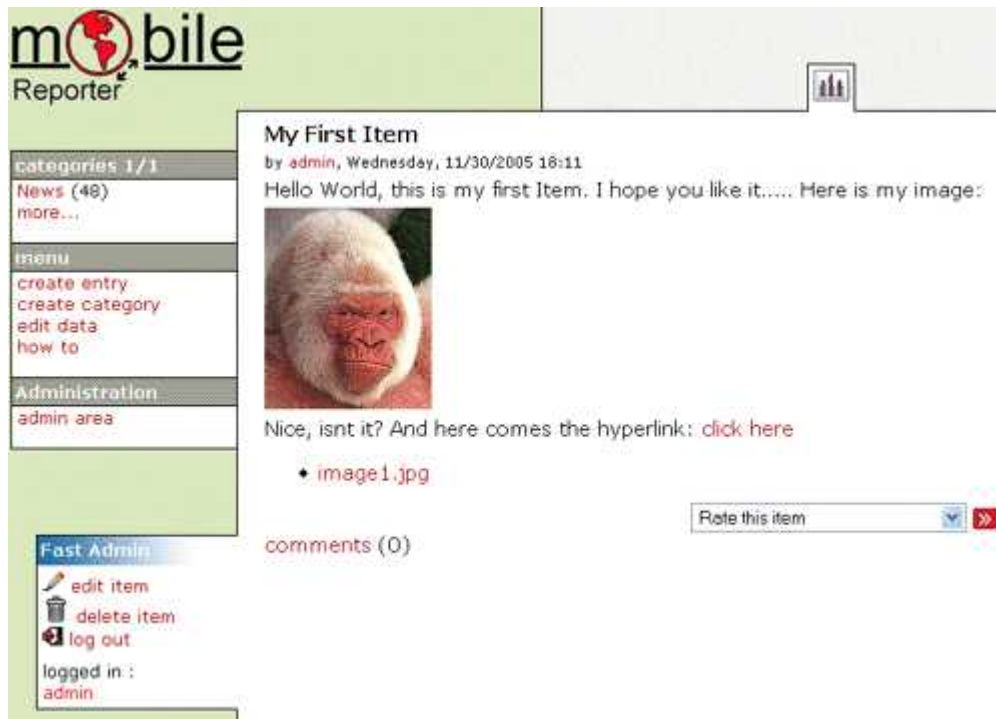 mobile
Reporter
categories 1/1
News (48)
more...
menu
create entry
create category
edit data
how to
Administration
admin area
Fast Admin
edit item
delete item
log out
logged in :
admin
My First Item
by admin, Wednesday, 11/30/2005 18:11
Hello World, this is my first Item. I hope you like it..... Here is my image:
Nice, isnt it? And here comes the hyperlink: click here
image1.jpg
Rate this item
comments (0)